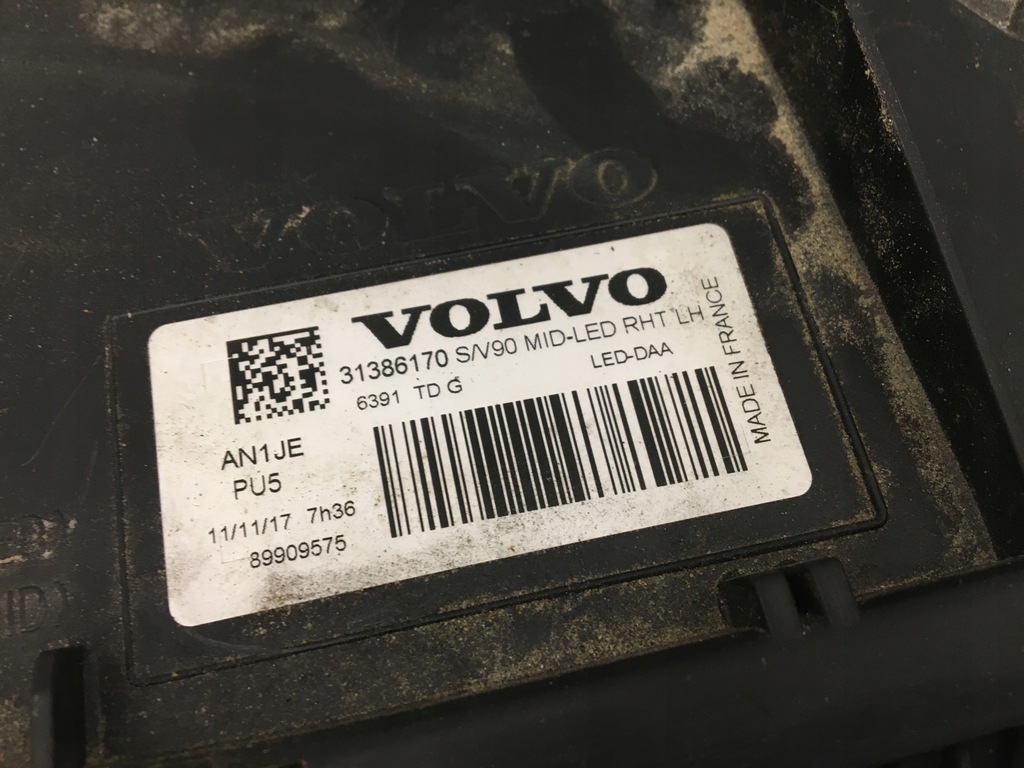 VOLVO
VOLVO
31386170 S/V90 MID-LED RHT LH
6391 TD G
LED-DAA
MADE IN FRANCE
AN1JE
PU5
11/11/17 7h36
89909575